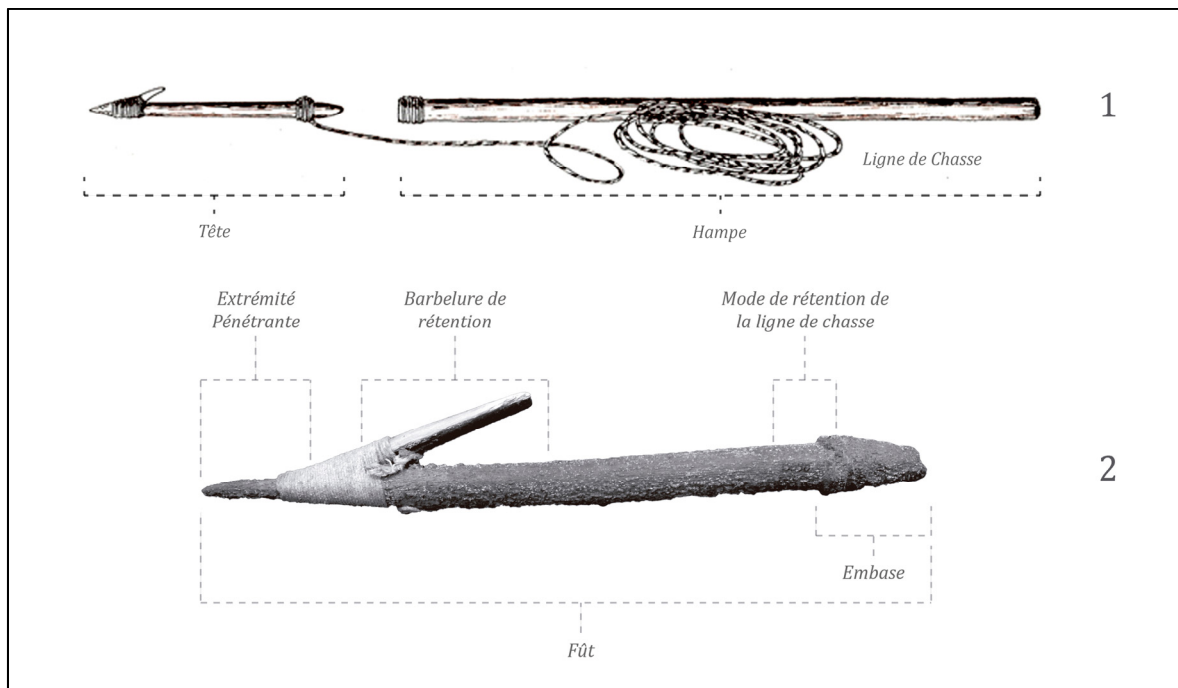 1
Ligne de Chasse
Tête
Hampe
Extrémité
Pénétrante
Barbelure de
rétention
Mode de rétention de
la ligne de chasse
2
Embase
Fût